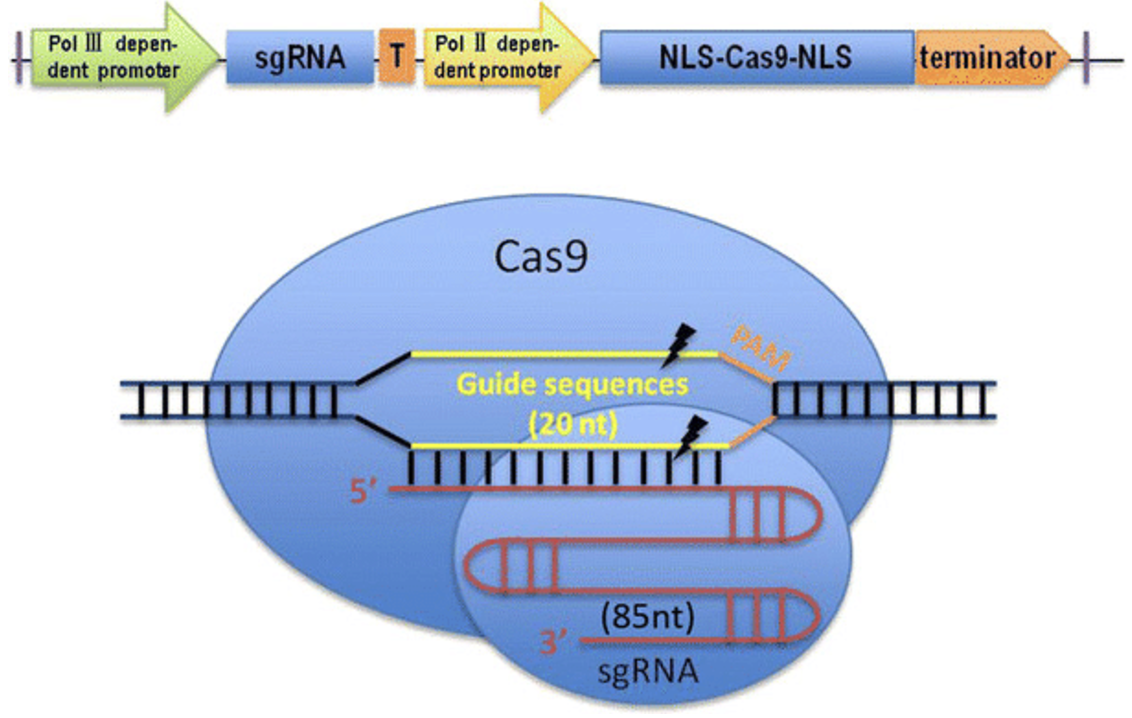 Pol Ⅲ depen-
dent promoter
sgRNA
T
Pol Ⅱ depen-
dent promoter
NLS-Cas9-NLS
terminator
Cas9
PAM
Guide sequences
(20 nt)
5’
(85nt)
3’
sgRNA